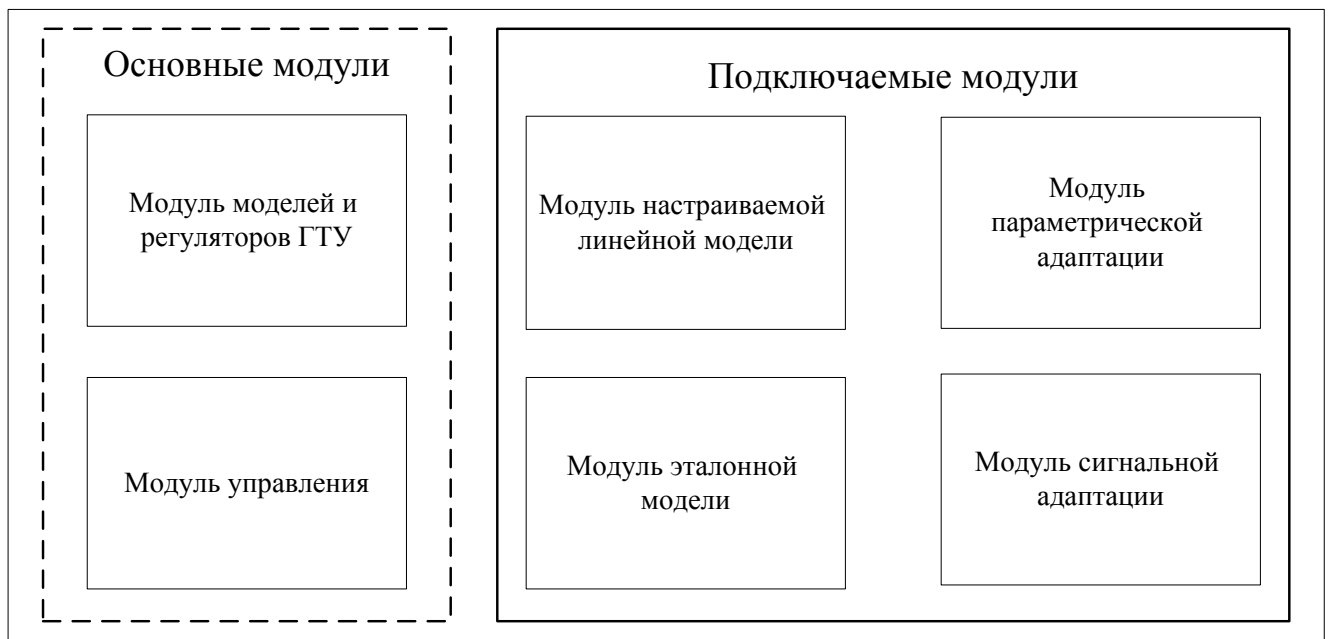 Основные модули
Модуль моделей и
регуляторов ГТУ
Модуль управления
Подключаемые модули
Модуль настраиваемой
линейной модели
Модуль
параметрической
адаптации
Модуль эталонной
модели
Модуль сигнальной
адаптации